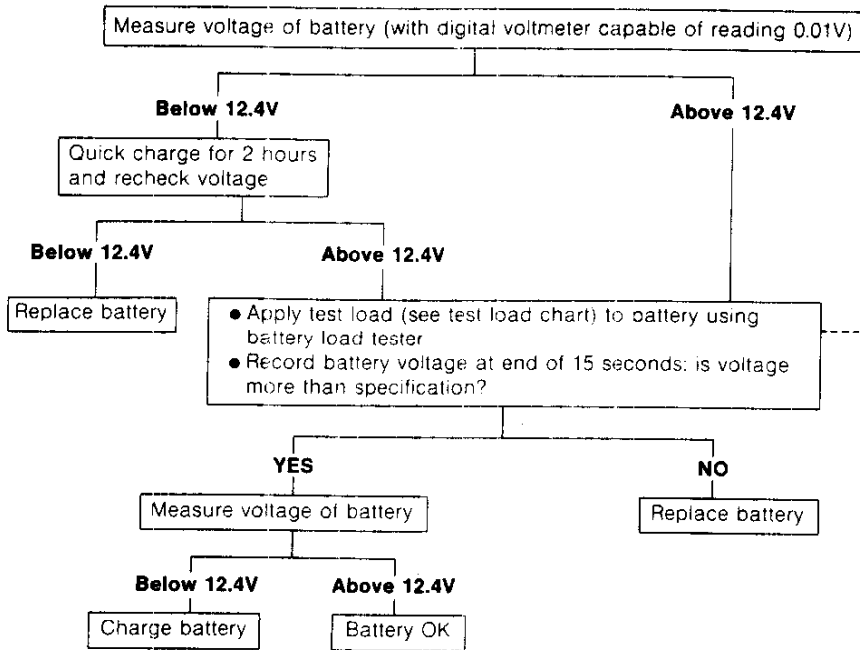 Measure voltage of battery (with digital voltmeter capable of reading 0.01V)
Below 12.4V
Above 12.4V
Quick charge for 2 hours
and recheck voltage
Below 12.4V
Above 12.4V
Replace battery
● Apply test load (see test load chart) to battery using
battery load tester
● Record battery voltage at end of 15 seconds: is voltage
more than specification?
YES
NO
Measure voltage of battery
Replace battery
Below 12.4V
Above 12.4V
Charge battery
Battery OK